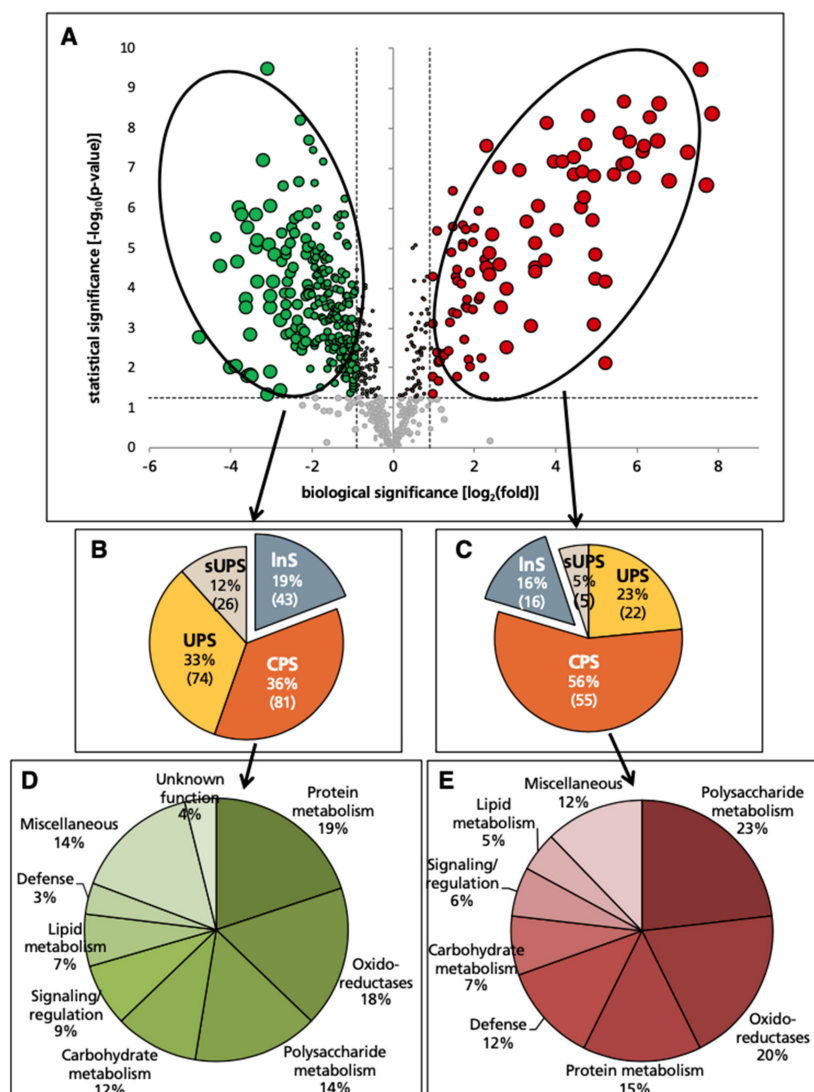 A
10
9
8
7
6
5
4
3
2
1
0
statistical significance [-log10(p-value)]
-6
-4
-2
0
2
4
6
8
biological significance [log2(fold)]
B
sUPS
12%
(26)
InS
19%
(43)
UPS
33%
(74)
CPS
36%
(81)
C
InS
16%
(16)
sUPS
5%
(5)
UPS
23%
(22)
CPS
56%
(55)
D
Unknown
function
4%
Protein
metabolism
19%
Miscellaneous
14%
Defense
3%
Lipid
metabolism
7%
Oxido-
reductases
18%
Signaling/
regulation
9%
Carbohydrate
metabolism
12%
Polysaccharide
metabolism
14%
E
Miscellaneous
12%
Polysaccharide
metabolism
23%
Lipid
metabolism
5%
Signaling/
regulation
6%
Carbohydrate
metabolism
7%
Defense
12%
Oxido-
reductases
20%
Protein metabolism
15%